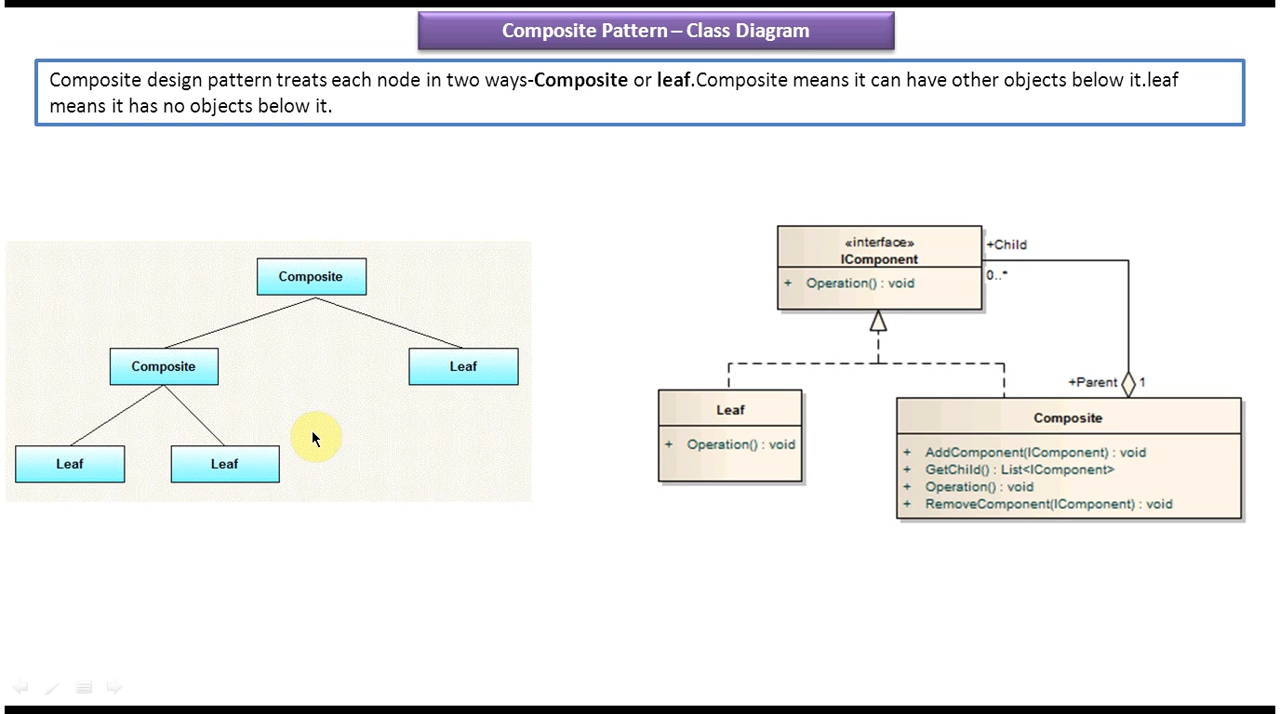 Composite Pattern – Class Diagram
Composite design pattern treats each node in two ways-Composite or leaf.Composite means it can have other objects below it.leaf
means it has no objects below it.
Composite
Composite
Leaf
Leaf
Leaf
«interface»
IComponent
+ Operation() : void
+Child
0..*
+Parent
1
Leaf
+ Operation() : void
Composite
+ AddComponent(IComponent) : void
+ GetChild() : List<IComponent>
+ Operation() : void
+ RemoveComponent(IComponent) : void